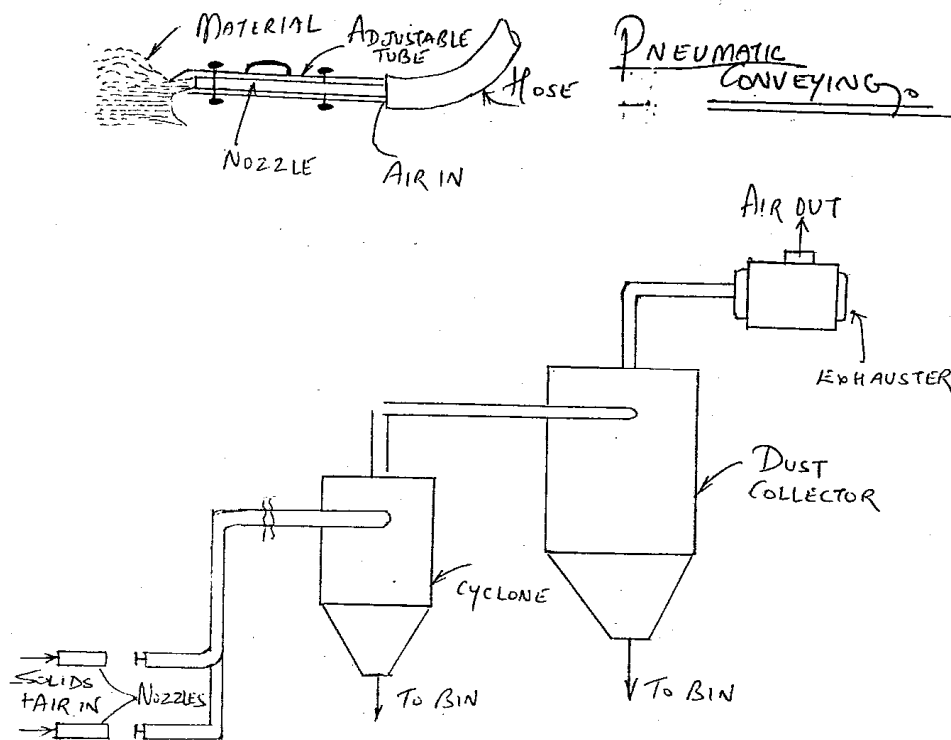 MATERIAL
ADJUSTABLE
TUBE
HOSE
NOZZLE
AIR IN
PNEUMATIC
CONVEYING
AIR OUT
EXHAUSTER
DUST
COLLECTOR
CYCLONE
SOLIDS
+AIR IN
NOZZLES
TO BIN
TO BIN